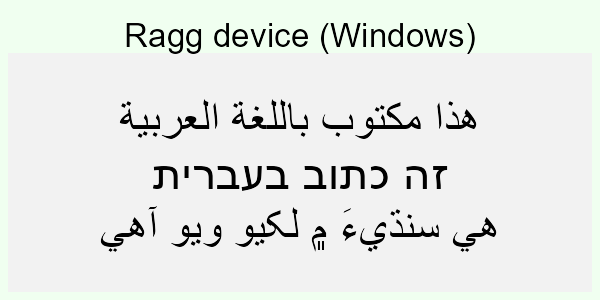 Ragg device (Windows)
هذا مكتوب باللغة العربية
זה כתוב בעברית
هي سنڌيءَ ۾ لکيو ويو آهي